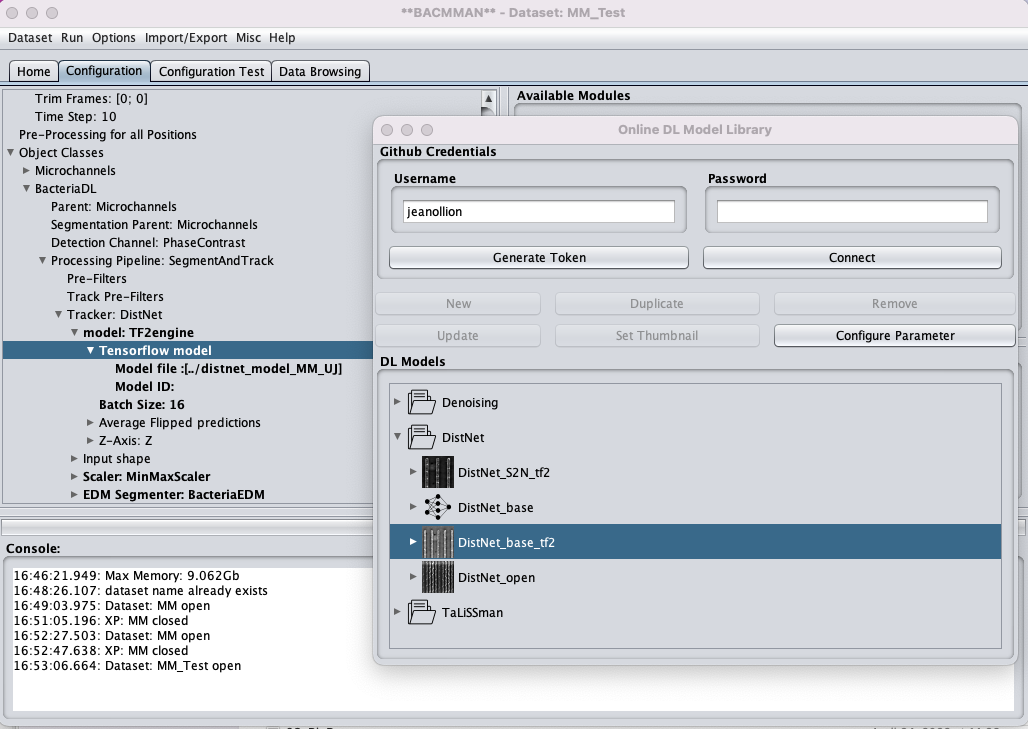 **BACMMAN** - Dataset: MM_Test
Dataset Run Options Import/Export Misc Help
Home Configuration Configuration Test Data Browsing
Trim Frames: [0; 0]
Time Step: 10
Pre-Processing for all Positions
Object Classes
Microchannels
BacteriaDL
Parent: Microchannels
Segmentation Parent: Microchannels
Detection Channel: PhaseContrast
Processing Pipeline: SegmentAndTrack
Pre-Filters
Track Pre-Filters
Tracker: DistNet
model: TF2engine
Tensorflow model
Model file :[../distnet_model_MM_UJ]
Model ID:
Batch Size: 16
Average Flipped predictions
Z-Axis: Z
Input shape
Scaler: MinMaxScaler
EDM Segmenter: BacteriaEDM
Available Modules
Online DL Model Library
Github Credentials
Username Password
jeanollion
Generate Token Connect
New Duplicate Remove
Update Set Thumbnail Configure Parameter
DL Models
Denoising
DistNet
DistNet_S2N_tf2
DistNet_base
DistNet_base_tf2
DistNet_open
TaLiSSman
Console:
16:46:21.949: Max Memory: 9.062Gb
16:48:26.107: dataset name already exists
16:49:03.975: Dataset: MM open
16:51:05.196: XP: MM closed
16:52:27.503: Dataset: MM open
16:52:47.638: XP: MM closed
16:53:06.664: Dataset: MM_Test open